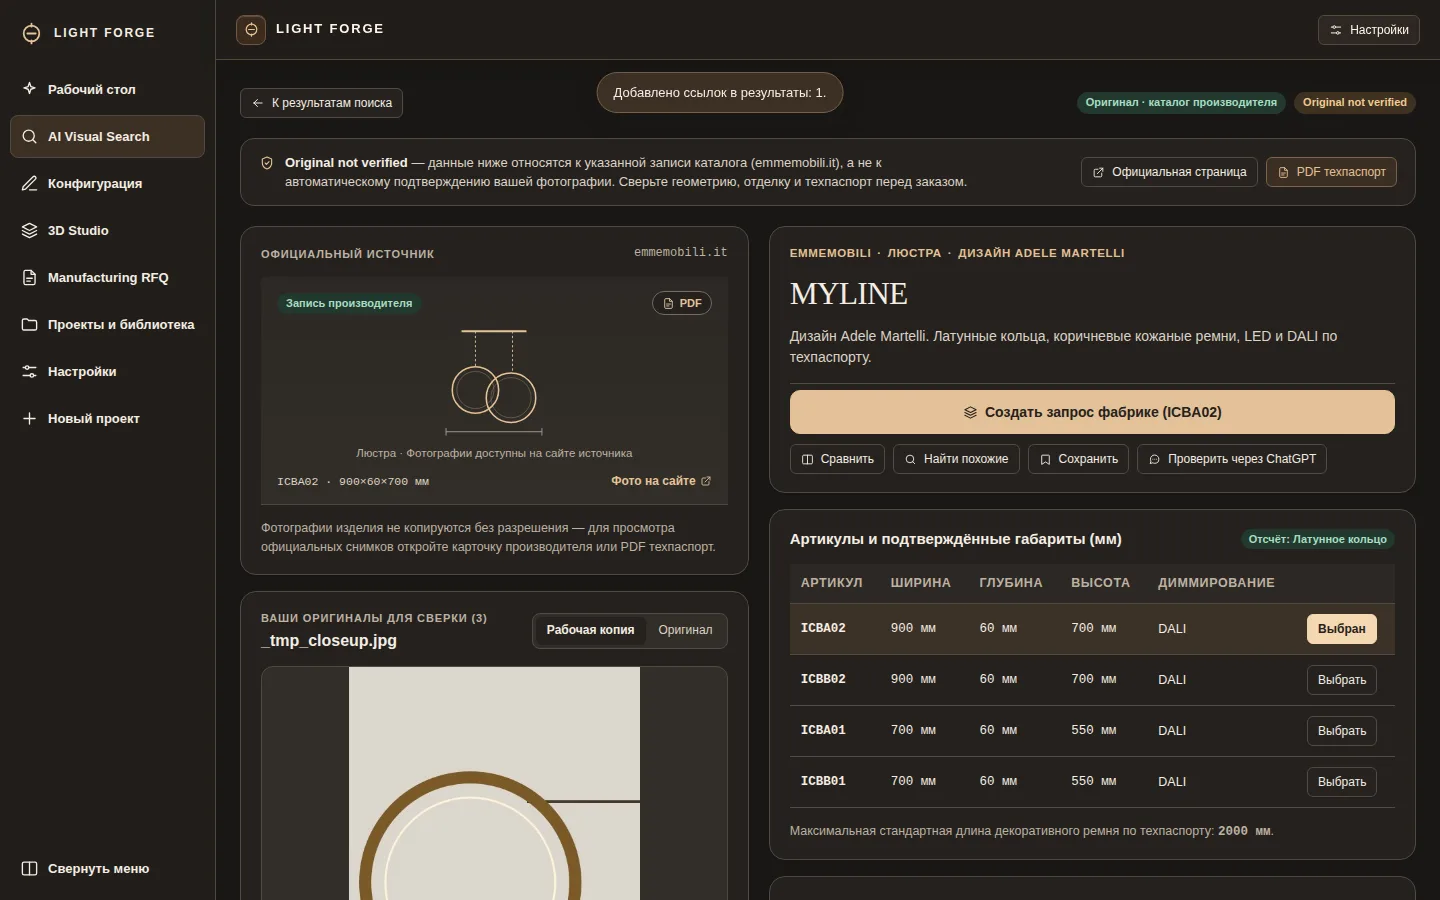 LIGHT FORGE
Рабочий стол
AI Visual Search
Конфигурация
3D Studio
Manufacturing RFQ
Проекты и библиотека
Настройки
Новый проект
Свернуть меню
LIGHT FORGE
Настройки
К результатам поиска
Добавлено ссылок в результаты: 1.
Оригинал · каталог производителя
Original not verified
Original not verified — данные ниже относятся к указанной записи каталога (emmemobili.it), а не к
автоматическому подтверждению вашей фотографии. Сверьте геометрию, отделку и техпаспорт перед заказом.
Официальная страница
PDF техпаспорт
ОФИЦИАЛЬНЫЙ ИСТОЧНИК
emmemobili.it
Запись производителя
PDF
Люстра · Фотографии доступны на сайте источника
ICBA02 · 900×60×700 мм
Фото на сайте
Фотографии изделия не копируются без разрешения — для просмотра
официальных снимков откройте карточку производителя или PDF техпаспорт.
ВАШИ ОРИГИНАЛЫ ДЛЯ СВЕРКИ (3)
_tmp_closeup.jpg
Рабочая копия
Оригинал
EMMEMOBILI · ЛЮСТРА · ДИЗАЙН ADELE MARTELLI
MYLINE
Дизайн Adele Martelli. Латунные кольца, коричневые кожаные ремни, LED и DALI по
техпаспорту.
Создать запрос фабрике (ICBA02)
Сравнить
Найти похожие
Сохранить
Проверить через ChatGPT
Артикулы и подтверждённые габариты (мм)
Отсчёт: Латунное кольцо
АРТИКУЛ ШИРИНА ГЛУБИНА ВЫСОТА ДИММИРОВАНИЕ
ICBA02 900 мм 60 мм 700 мм DALI Выбран
ICBB02 900 мм 60 мм 700 мм DALI Выбрать
ICBA01 700 мм 60 мм 550 мм DALI Выбрать
ICBB01 700 мм 60 мм 550 мм DALI Выбрать
Максимальная стандартная длина декоративного ремня по техпаспорту: 2000 мм.